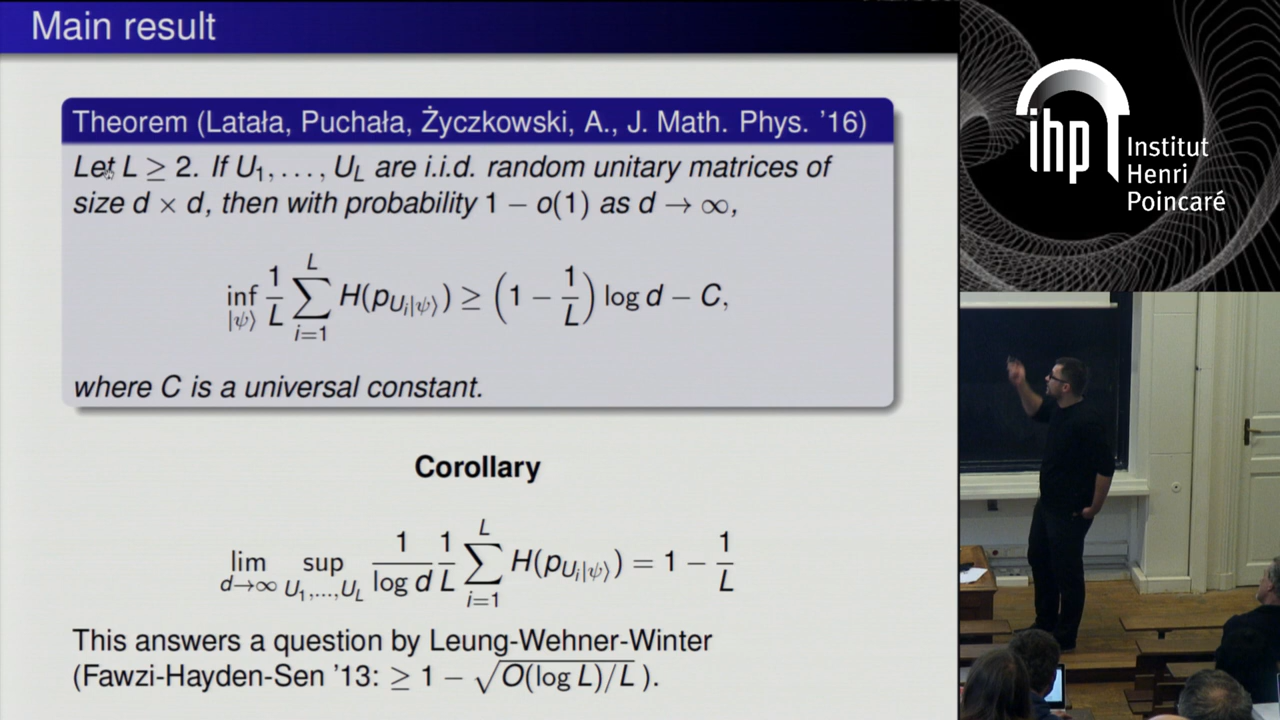 Main result
Theorem (Latała, Puchała, Życzkowski, A., J. Math. Phys. '16)
Let L ≥ 2. If U₁, . . . , U_L are i.i.d. random unitary matrices of
size d × d, then with probability 1 − o(1) as d → ∞,
inf_{|ψ⟩} 1/L ∑_{i=1}^{L} H(p_{U_i|ψ⟩}) ≥ (1 − 1/L) log d − C,
where C is a universal constant.
Corollary
lim_{d→∞} sup_{U₁,...,U_L} 1/log d 1/L ∑_{i=1}^{L} H(p_{U_i|ψ⟩}) = 1 − 1/L
This answers a question by Leung-Wehner-Winter
(Fawzi-Hayden-Sen '13: ≥ 1 − √O(log L)/L ).
ihp
Institut
Henri
Poincaré